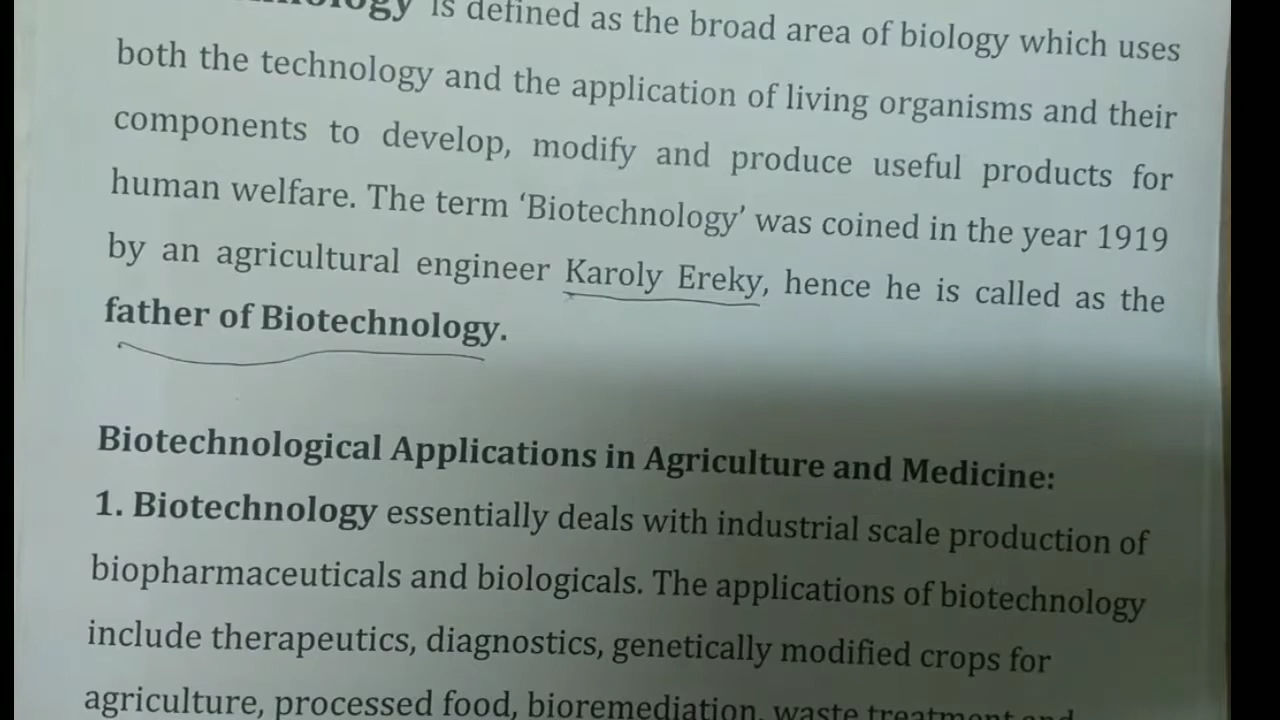 is defined as the broad area of biology which uses
both the technology and the application of living organisms and their
components to develop, modify and produce useful products for
human welfare. The term ‘Biotechnology’ was coined in the year 1919
by an agricultural engineer Karoly Ereky, hence he is called as the
father of Biotechnology.
Biotechnological Applications in Agriculture and Medicine:
1. Biotechnology essentially deals with industrial scale production of
biopharmaceuticals and biologicals. The applications of biotechnology
include therapeutics, diagnostics, genetically modified crops for
agriculture, processed food, bioremediation, waste treatment and